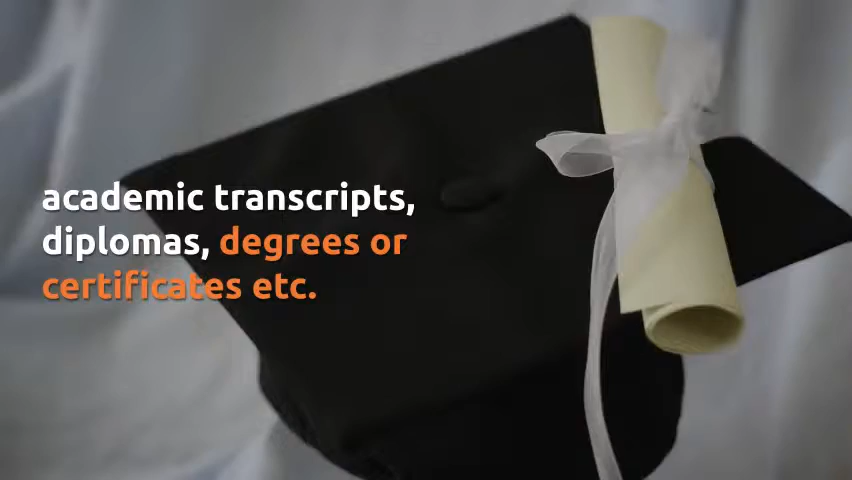 academic transcripts,
diplomas, degrees or
certificates etc.